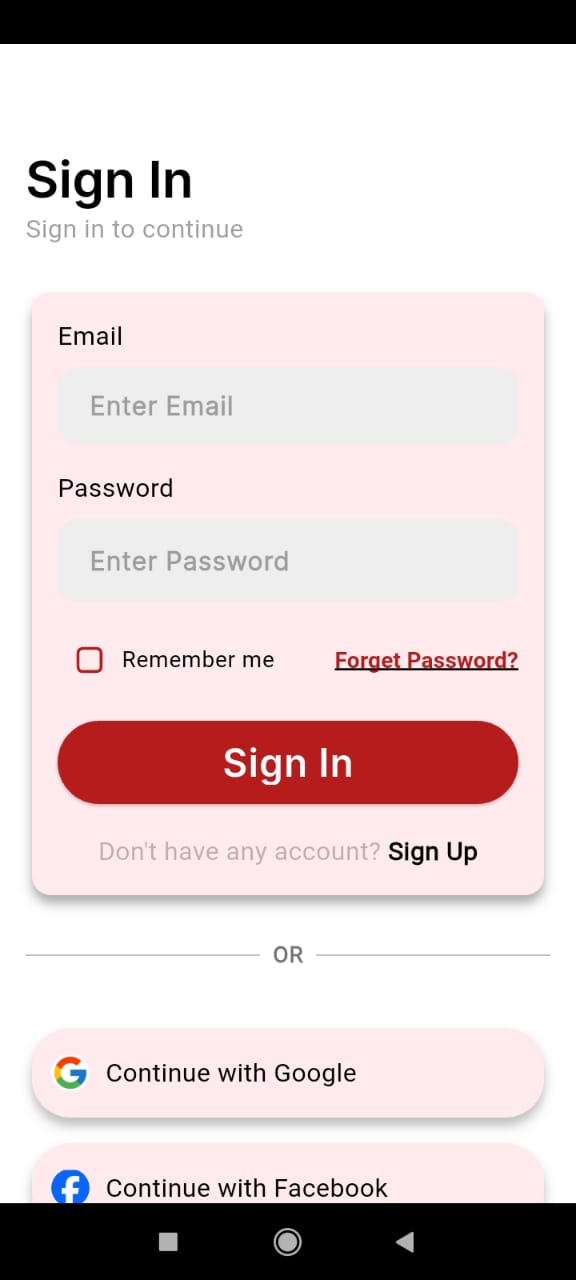 Sign In
Sign in to continue
Email
Enter Email
Password
Enter Password
Remember me Forget Password?
Sign In
Don't have any account? Sign Up
OR
Continue with Google
Continue with Facebook